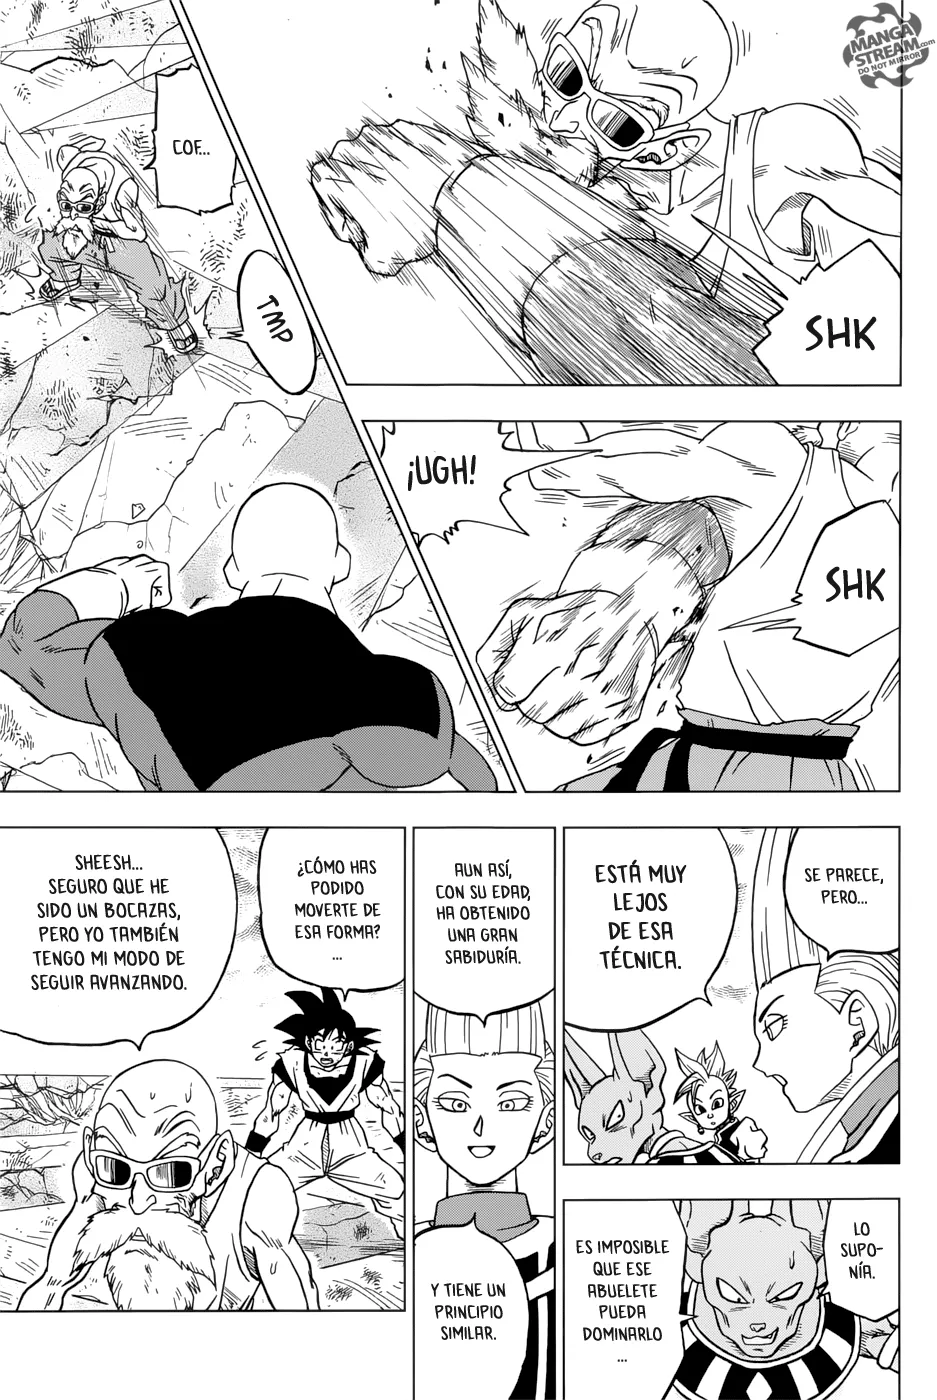 MANGA
STREAM.com
DO NOT MIRROR!
SHK
COF...
TMP
¡UGH!
SHK
SE PARECE,
PERO...
ESTÁ MUY
LEJOS
DE ESA
TÉCNICA.
LO
SUPO-
NÍA.
ES IMPOSIBLE
QUE ESE
ABUELETE
PUEDA
DOMINARLO
...
AUN ASÍ,
CON SU EDAD,
HA OBTENIDO
UNA GRAN
SABIDURÍA.
Y TIENE UN
PRINCIPIO
SIMILAR.
¿CÓMO HAS
PODIDO
MOVERTE DE
ESA FORMA?
...
SHEESH...
SEGURO QUE HE
SIDO UN BOCAZAS,
PERO YO TAMBIÉN
TENGO MI MODO DE
SEGUIR AVANZANDO.